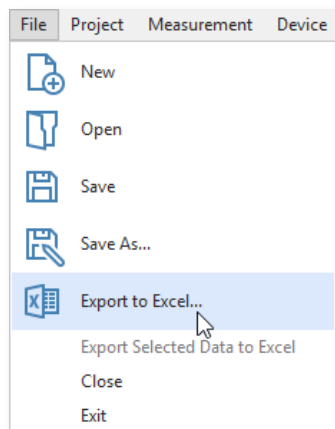 File Project Measurement Device
New
Open
Save
Save As...
Export to Excel...
Export Selected Data to Excel
Close
Exit